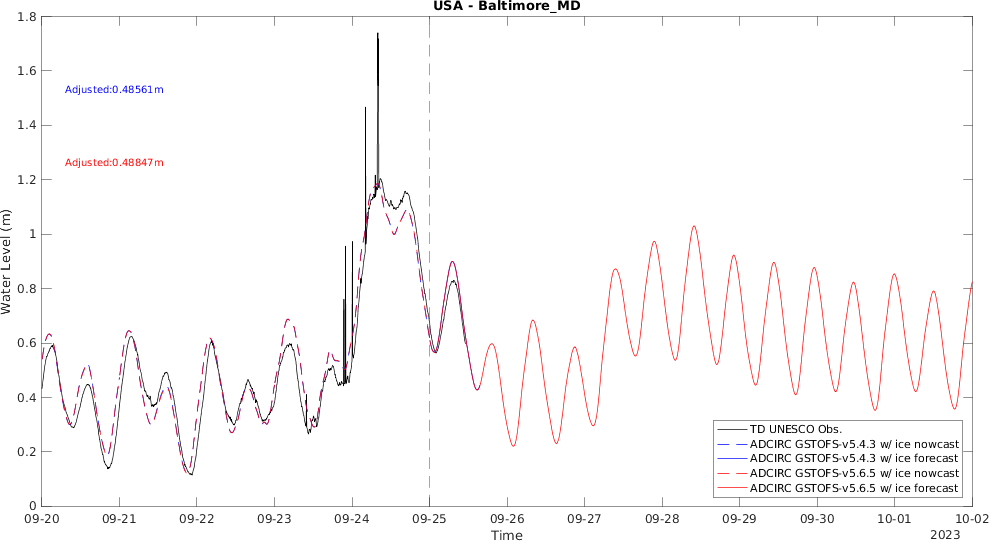 USA - Baltimore_MD
1.8
1.6
1.4
1.2
1
0.8
0.6
0.4
0.2
0
Water Level (m)
Adjusted:0.48561m
Adjusted:0.48847m
TD UNESCO Obs.
ADCIRC GSTOFS-v5.4.3 w/ ice nowcast
ADCIRC GSTOFS-v5.4.3 w/ ice forecast
ADCIRC GSTOFS-v5.6.5 w/ ice nowcast
ADCIRC GSTOFS-v5.6.5 w/ ice forecast
09-20 09-21 09-22 09-23 09-24 09-25 09-26 09-27 09-28 09-29 09-30 10-01 10-02
Time
2023